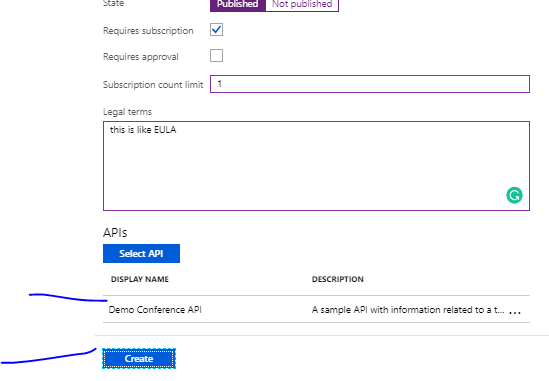 State Published Not published
Requires subscription
Requires approval
Subscription count limit 1
Legal terms
this is like EULA
APIs
Select API
DISPLAY NAME DESCRIPTION
Demo Conference API A sample API with information related to a t... ...
Create